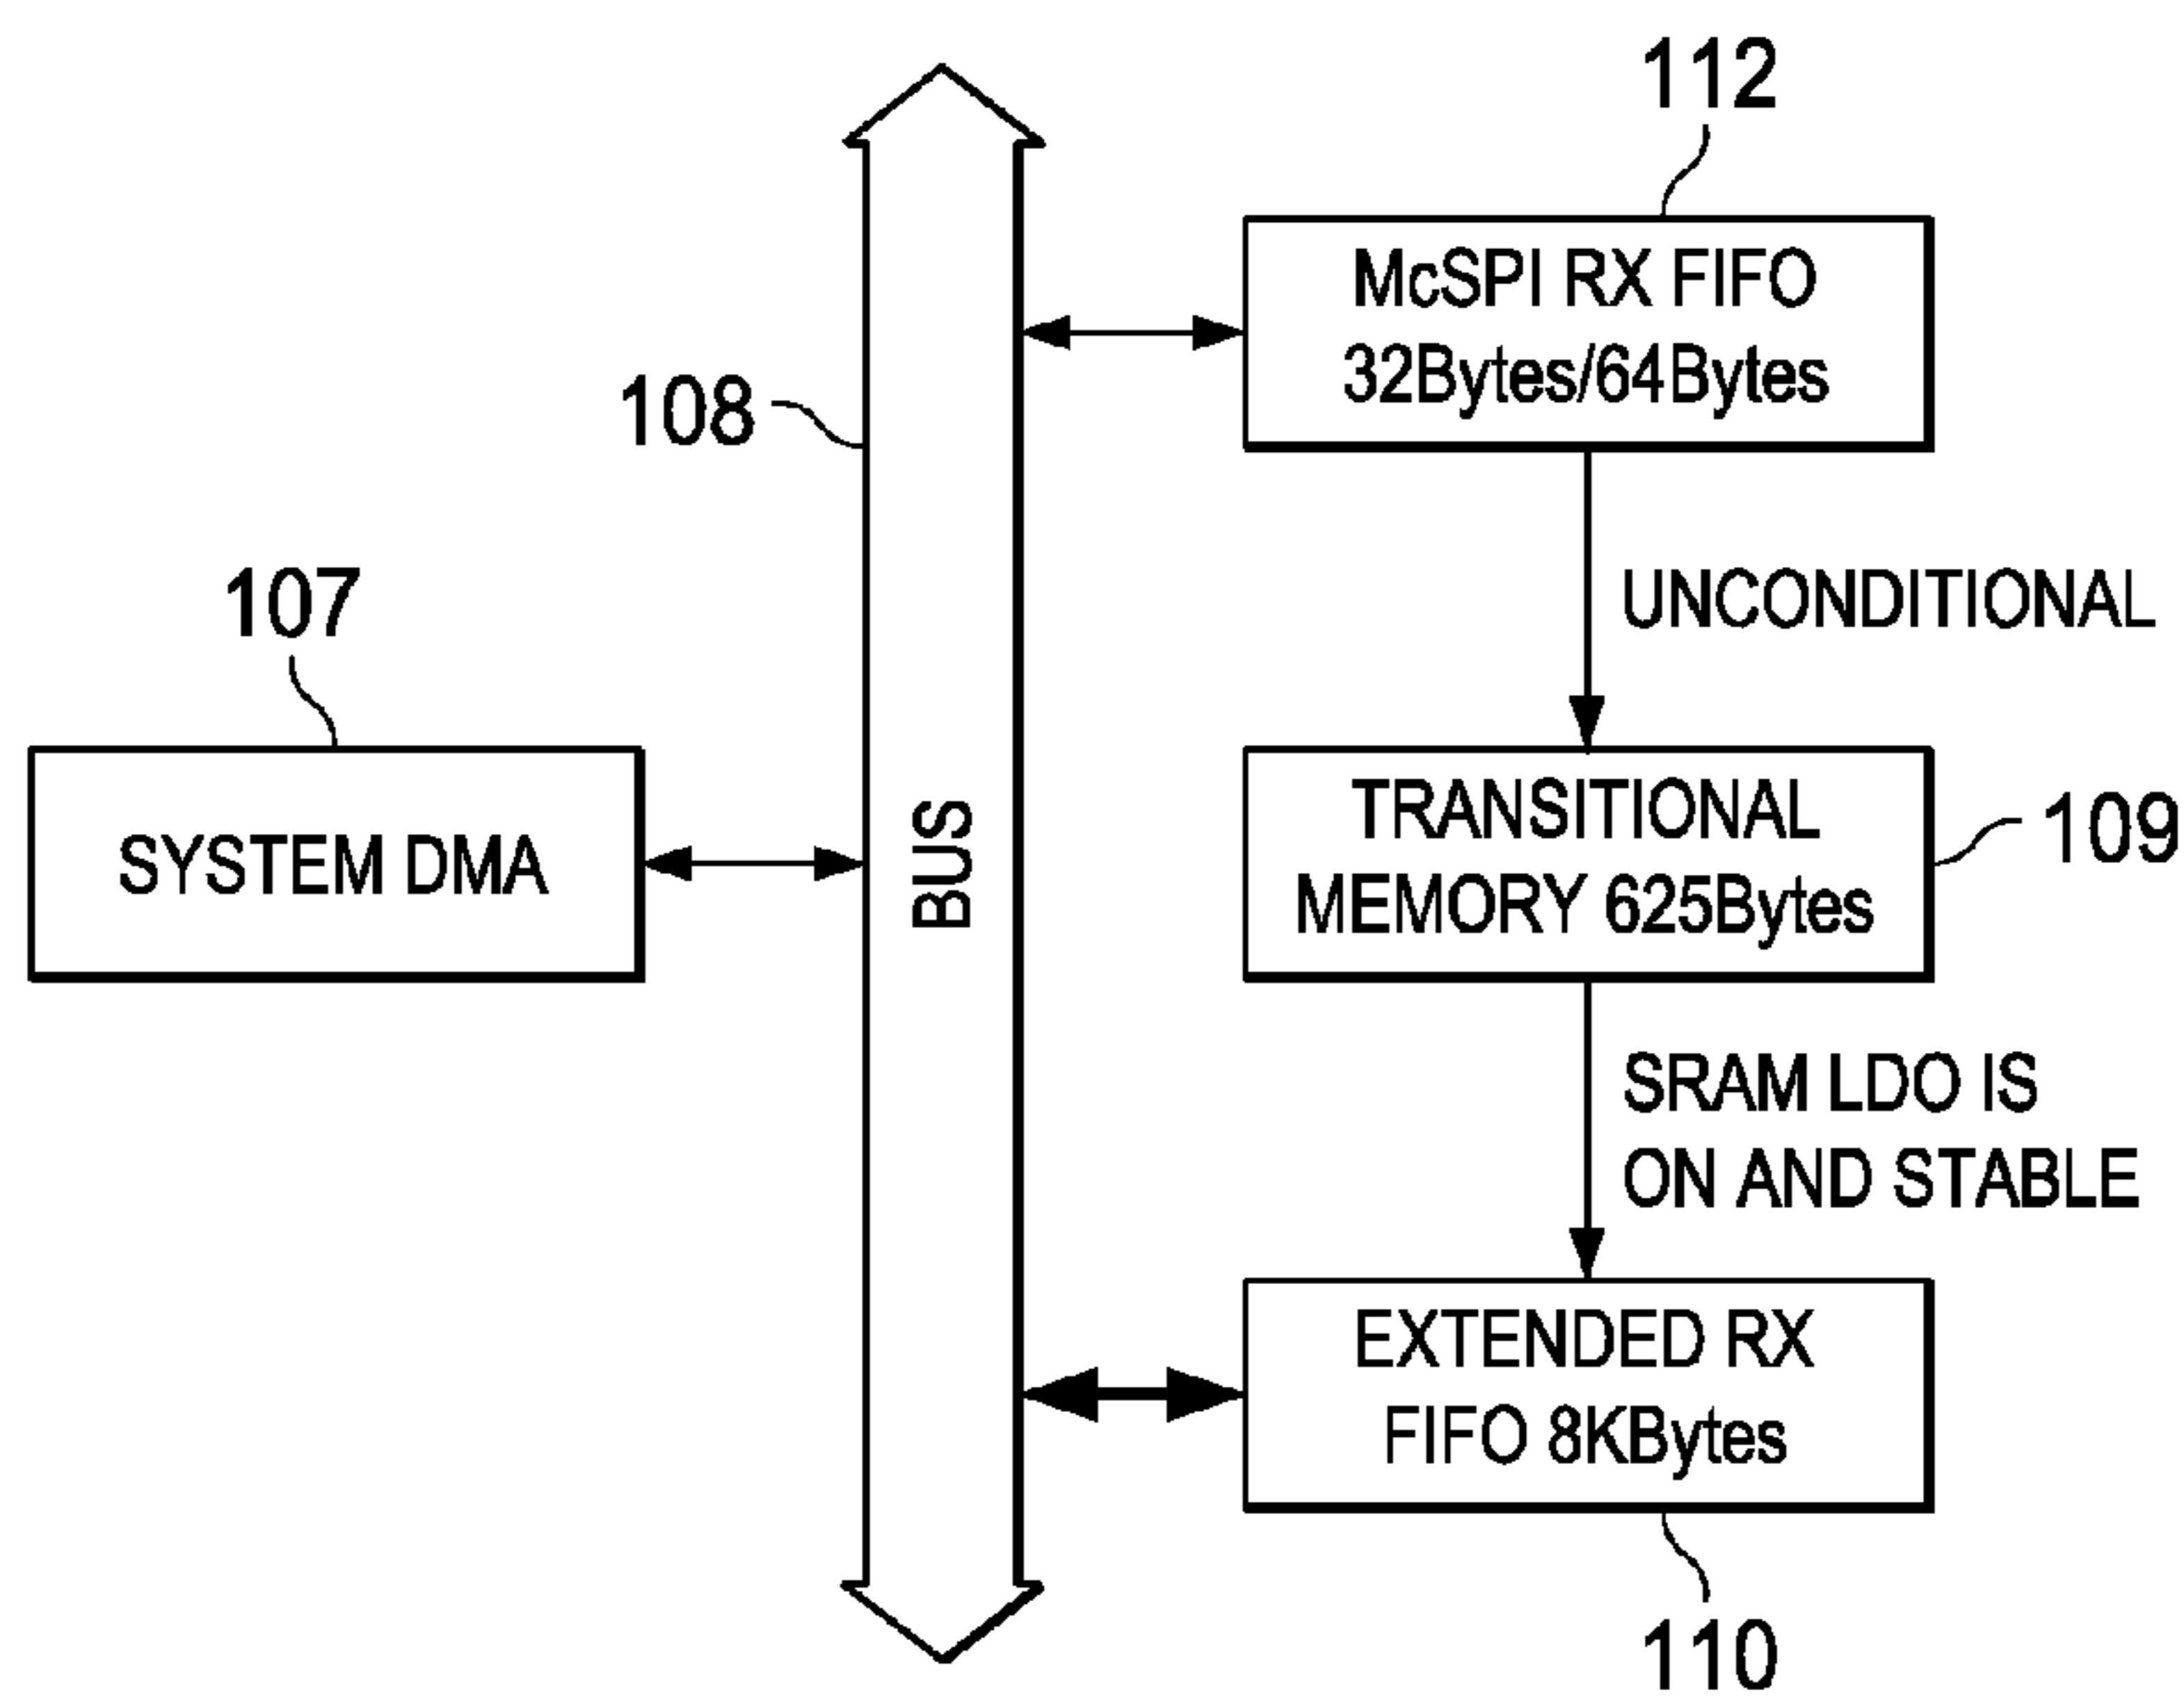 112
McSPI RX FIFO
32Bytes/64Bytes
108
UNCONDITIONAL
107
SYSTEM DMA
BUS
TRANSITIONAL
MEMORY 625Bytes
109
SRAM LDO IS
ON AND STABLE
EXTENDED RX
FIFO 8KBytes
110